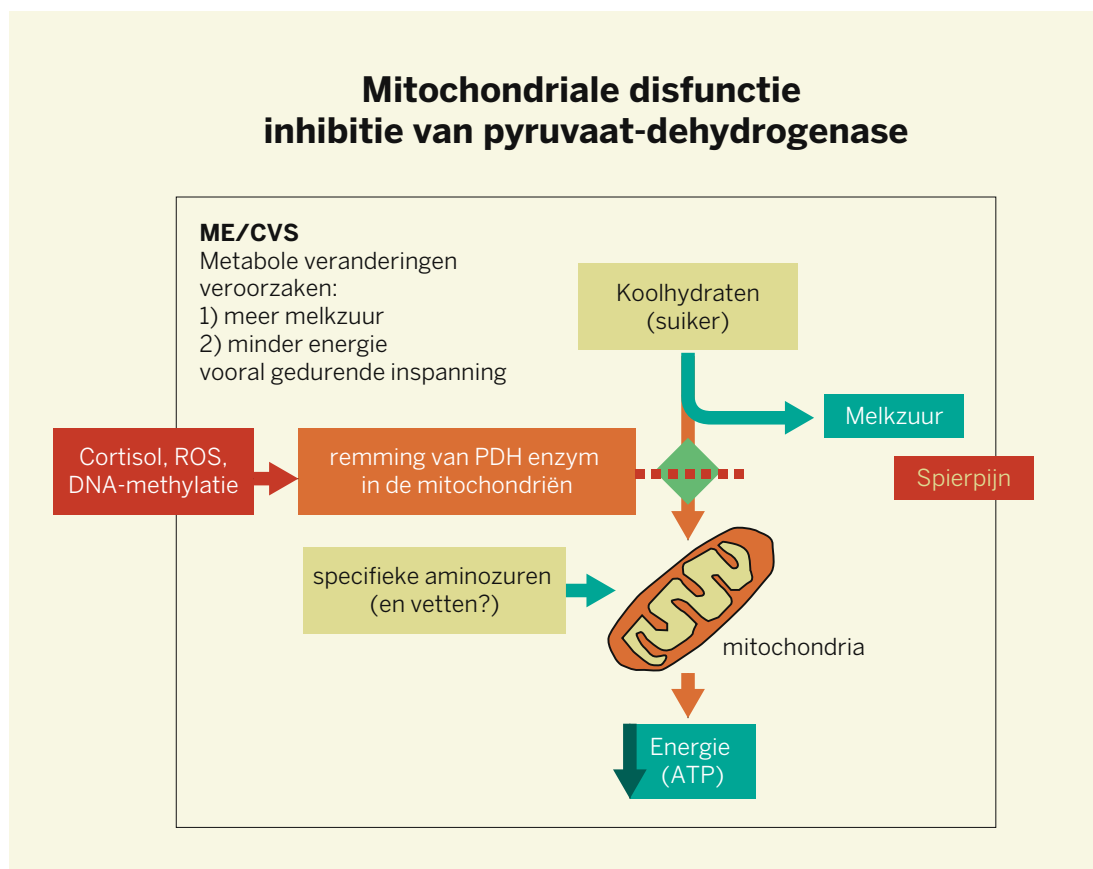 Mitochondriale disfunctie
inhibitie van pyruvaat-dehydrogenase
ME/CVS
Metabole veranderingen
veroorzaken:
1) meer melkzuur
2) minder energie
vooral gedurende inspanning
Koolhydraten
(suiker)
Melkzuur
Cortisol, ROS,
DNA-methylatie
remming van PDH enzym
in de mitochondriën
Spierpijn
specifieke aminozuren
(en vetten?)
mitochondria
Energie
(ATP)